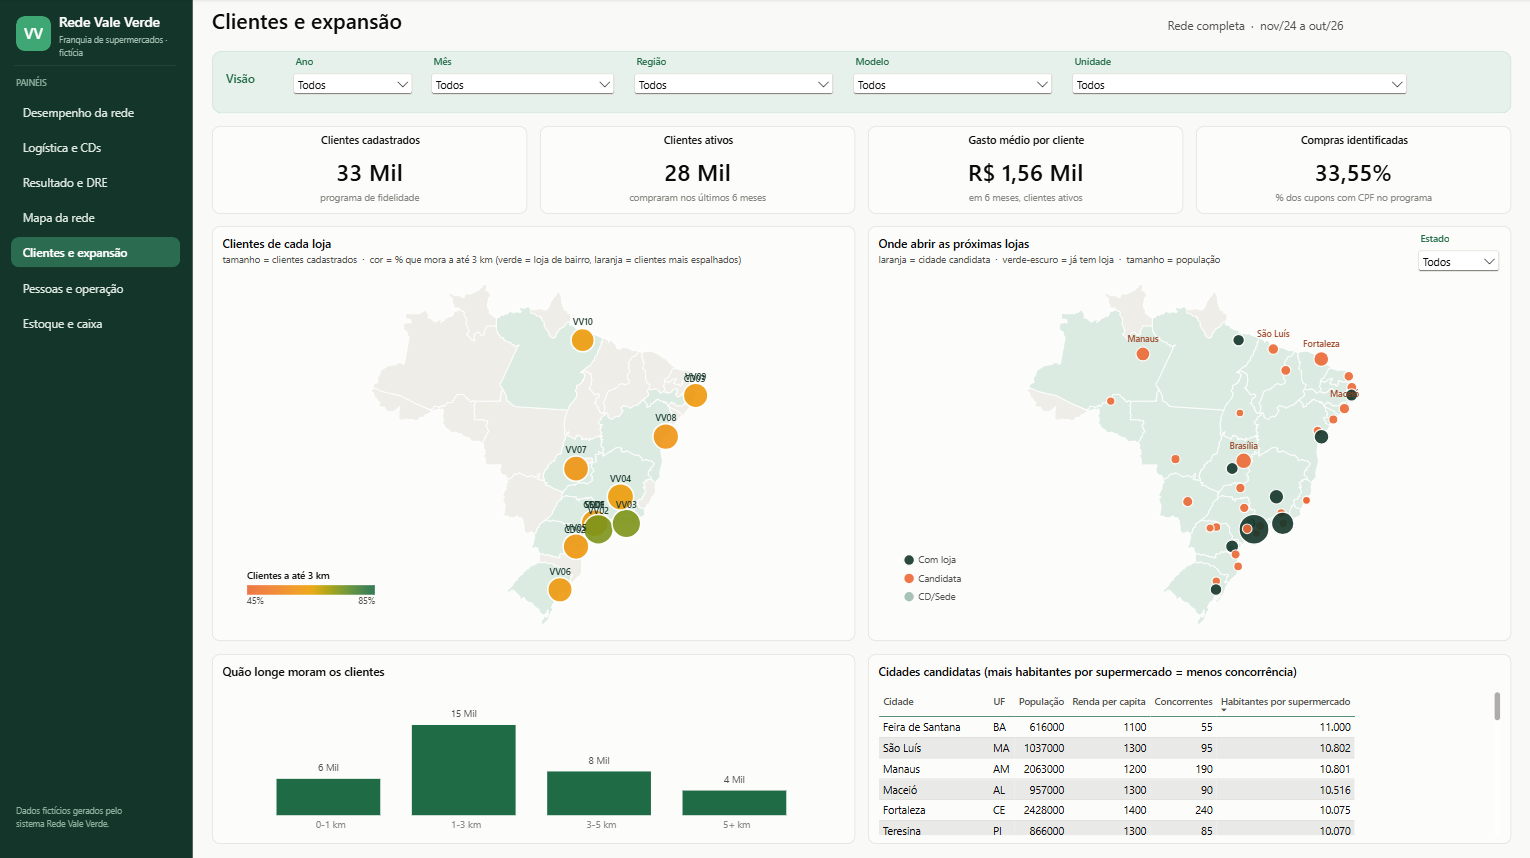 VV
Rede Vale Verde
Franquia de supermercados ·
fictícia
PAINÉIS
Desempenho da rede
Logística e CDs
Resultado e DRE
Mapa da rede
Clientes e expansão
Pessoas e operação
Estoque e caixa
Dados fictícios gerados pelo
sistema Rede Vale Verde.
Clientes e expansão
Rede completa · nov/24 a out/26
Visão
Ano
Todos
Mês
Todos
Região
Todos
Modelo
Todos
Unidade
Todos
Clientes cadastrados
33 Mil
programa de fidelidade
Clientes ativos
28 Mil
compraram nos últimos 6 meses
Gasto médio por cliente
R$ 1,56 Mil
em 6 meses, clientes ativos
Compras identificadas
33,55%
% dos cupons com CPF no programa
Clientes de cada loja
tamanho = clientes cadastrados · cor = % que mora a até 3 km (verde = loja de bairro, laranja = clientes mais espalhados)
VV10
VV08
VV07
VV04
VV03
VV02
VV06
Clientes a até 3 km
45% 85%
Onde abrir as próximas lojas
laranja = cidade candidata · verde-escuro = já tem loja · tamanho = população
Estado
Todos
Manaus
São Luís
Fortaleza
Maceió
Brasília
Com loja
Candidata
CD/Sede
Quão longe moram os clientes
6 Mil
15 Mil
8 Mil
4 Mil
0-1 km
1-3 km
3-5 km
5+ km
Cidades candidatas (mais habitantes por supermercado = menos concorrência)
Cidade UF População Renda per capita Concorrentes Habitantes por supermercado
Feira de Santana BA 616000 1100 55 11.000
São Luís MA 1037000 1300 95 10.802
Manaus AM 2063000 1200 190 10.801
Maceió AL 957000 1300 90 10.516
Fortaleza CE 2428000 1400 240 10.075
Teresina PI 866000 1300 85 10.070